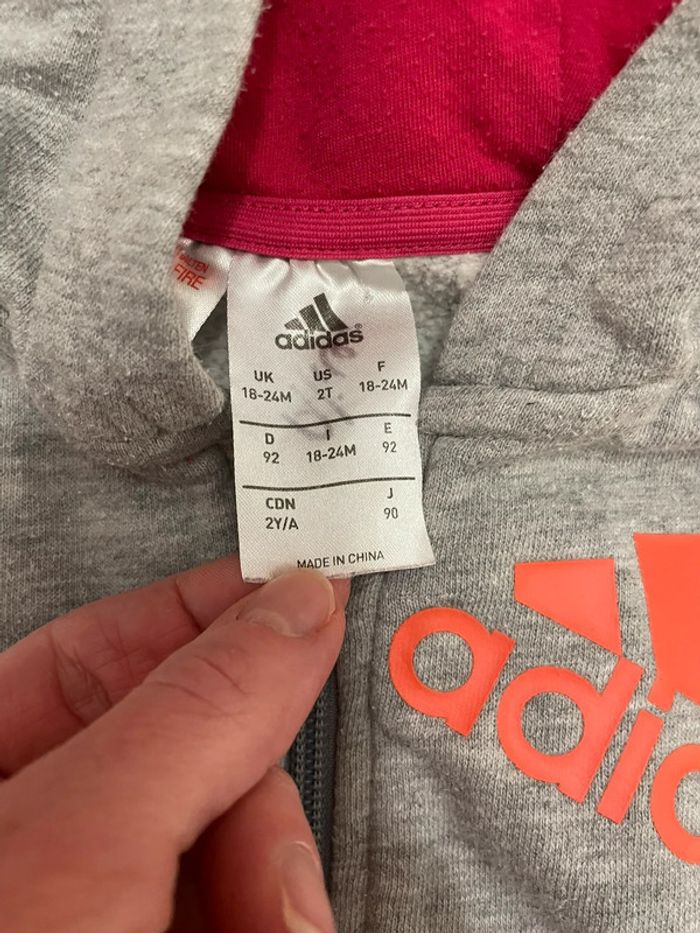 HALTEN
FIRE
adidas
UK US F
18-24M 2T 18-24M
D I E
92 18-24M 92
CDN J
2Y/A 90
MADE IN CHINA
adid